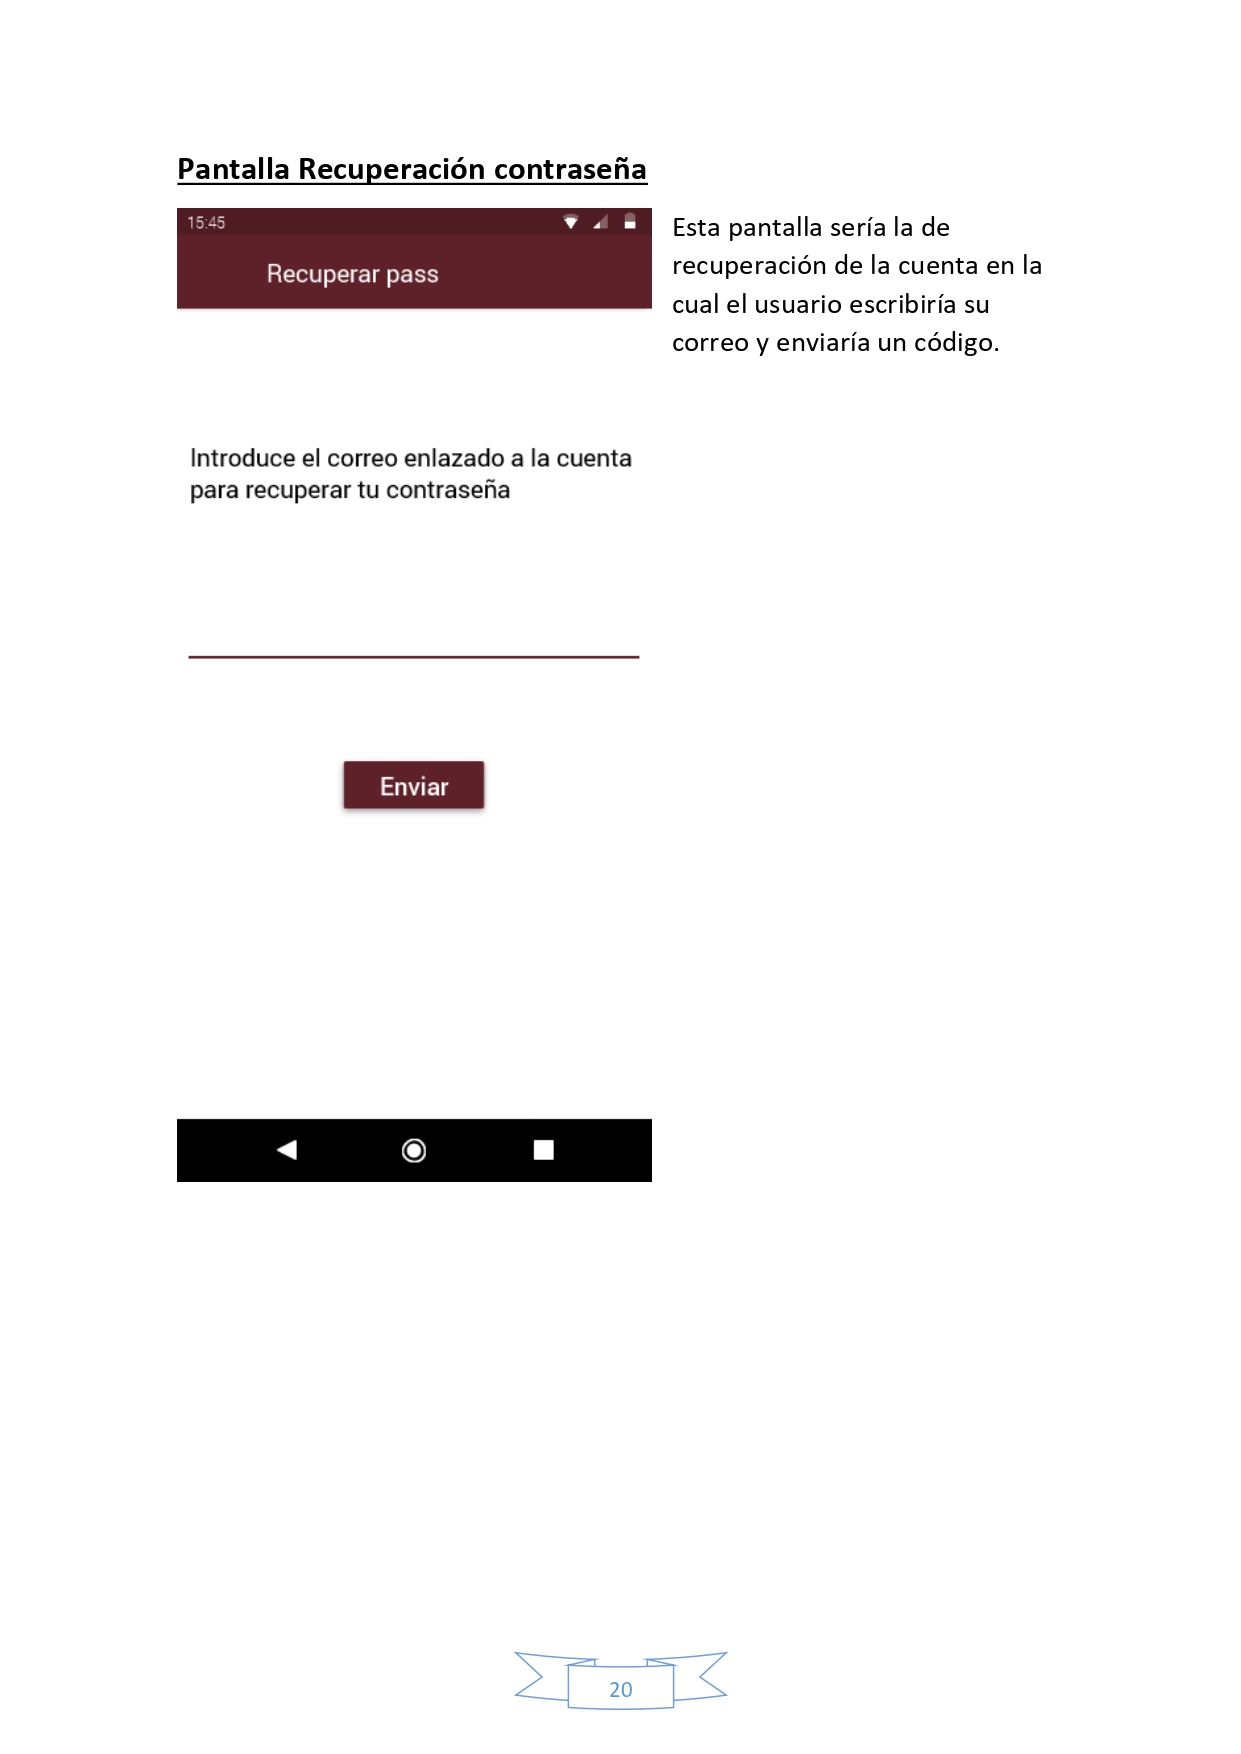 Pantalla Recuperación contraseña
15:45
Recuperar pass
Esta pantalla sería la de
recuperación de la cuenta en la
cual el usuario escribiría su
correo y enviaría un código.
Introduce el correo enlazado a la cuenta
para recuperar tu contraseña
Enviar
20